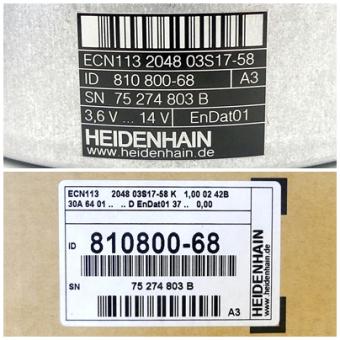 ECN113 2048 03S17-58
ID 810 800-68 A3
SN 75 274 803 B
3,6 V ... 14 V EnDat01
HEIDENHAIN
www.heidenhain.de
ECN113 2048 03S17-58 K 1,00 02 42B
30A 64 01 .. .. D EnDat01 37 .. 0,00
ID 810800-68
SN 75 274 803 B
A3
HEIDENHAIN
www.heidenhain.de